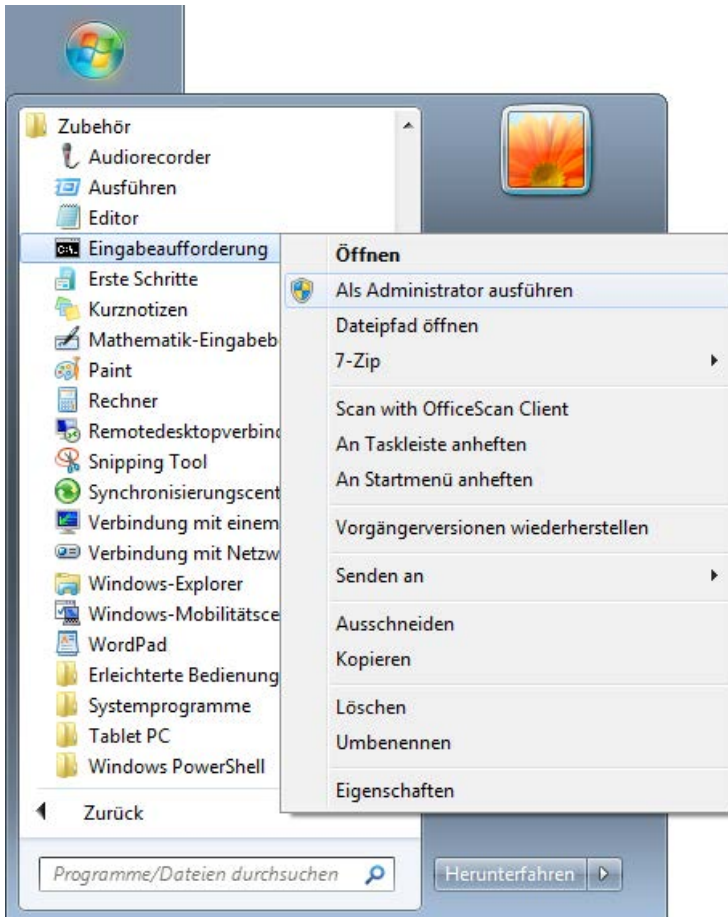 Zubehör
Audiorecorder
Ausführen
Editor
C:\.
Eingabeaufforderung
Erste Schritte
Kurznotizen
Mathematik-Eingabeb
Paint
Rechner
Remotedesktopverbind
Snipping Tool
Synchronisierungscent
Verbindung mit einem
Verbindung mit Netzw
Windows-Explorer
Windows-Mobilitätsce
WordPad
Erleichterte Bedienung
Systemprogramme
Tablet PC
Windows PowerShell
Zurück
Programme/Dateien durchsuchen
Öffnen
Als Administrator ausführen
Dateipfad öffnen
7-Zip
Scan with OfficeScan Client
An Taskleiste anheften
An Startmenü anheften
Vorgängerversionen wiederherstellen
Senden an
Ausschneiden
Kopieren
Löschen
Umbenennen
Eigenschaften
Herunterfahren